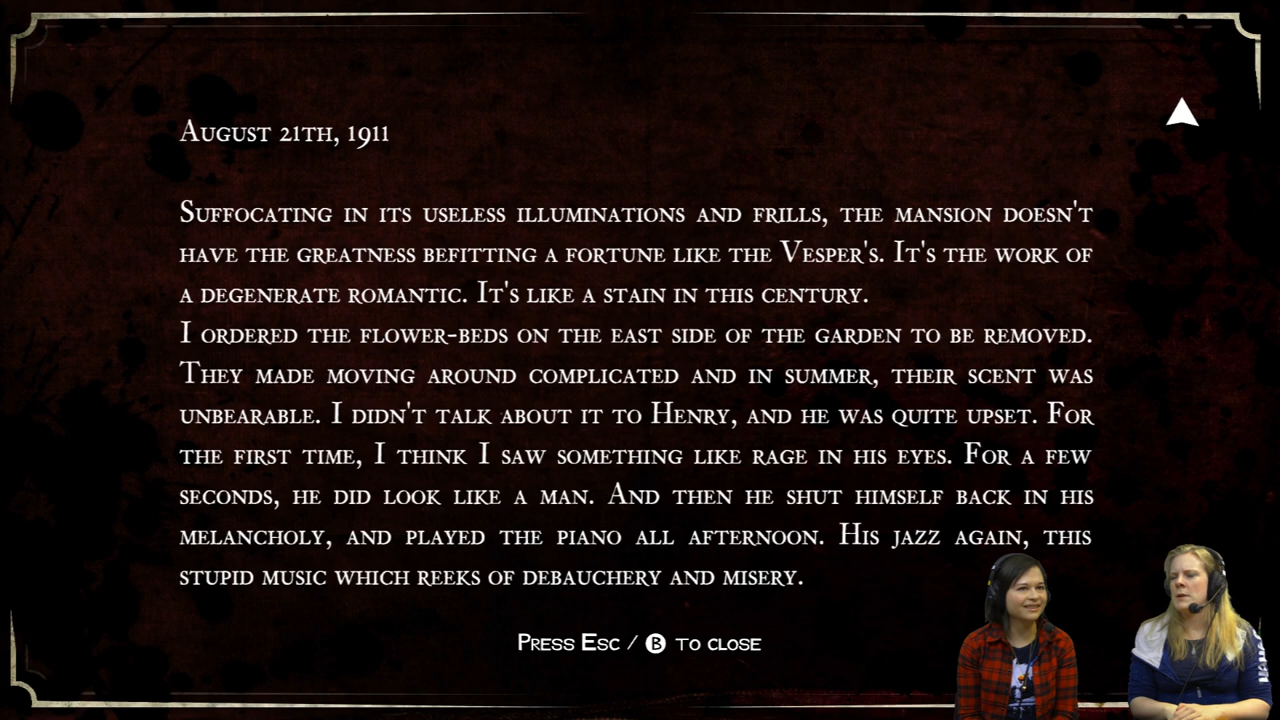 August 21th, 1911
Suffocating in its useless illuminations and frills, the mansion doesn't
have the greatness befitting a fortune like the Vesper's. It's the work of
a degenerate romantic. It's like a stain in this century.
I ordered the flower-beds on the east side of the garden to be removed.
They made moving around complicated and in summer, their scent was
unbearable. I didn't talk about it to Henry, and he was quite upset. For
the first time, I think I saw something like rage in his eyes. For a few
seconds, he did look like a man. And then he shut himself back in his
melancholy, and played the piano all afternoon. His jazz again, this
stupid music which reeks of debauchery and misery.
Press Esc / B to close